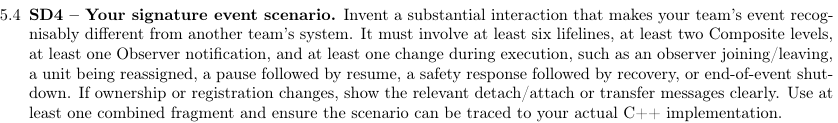 5.4 SD4 – Your signature event scenario. Invent a substantial interaction that makes your team's event recog-
nisably different from another team's system. It must involve at least six lifelines, at least two Composite levels,
at least one Observer notification, and at least one change during execution, such as an observer joining/leaving,
a unit being reassigned, a pause followed by resume, a safety response followed by recovery, or end-of-event shut-
down. If ownership or registration changes, show the relevant detach/attach or transfer messages clearly. Use at
least one combined fragment and ensure the scenario can be traced to your actual C++ implementation.